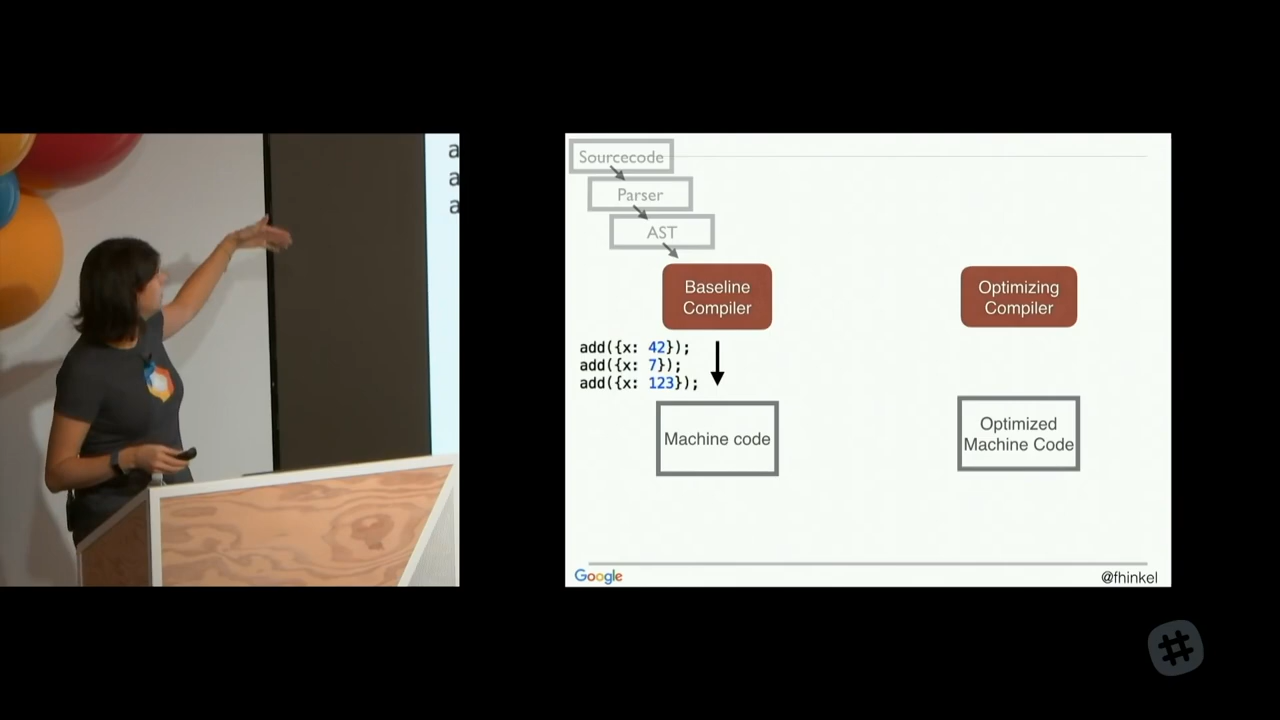 a
a
a
Sourcecode
Parser
AST
Baseline
Compiler
Optimizing
Compiler
add({x: 42});
add({x: 7});
add({x: 123});
Machine code
Optimized
Machine Code
Google
@fhinkel
#